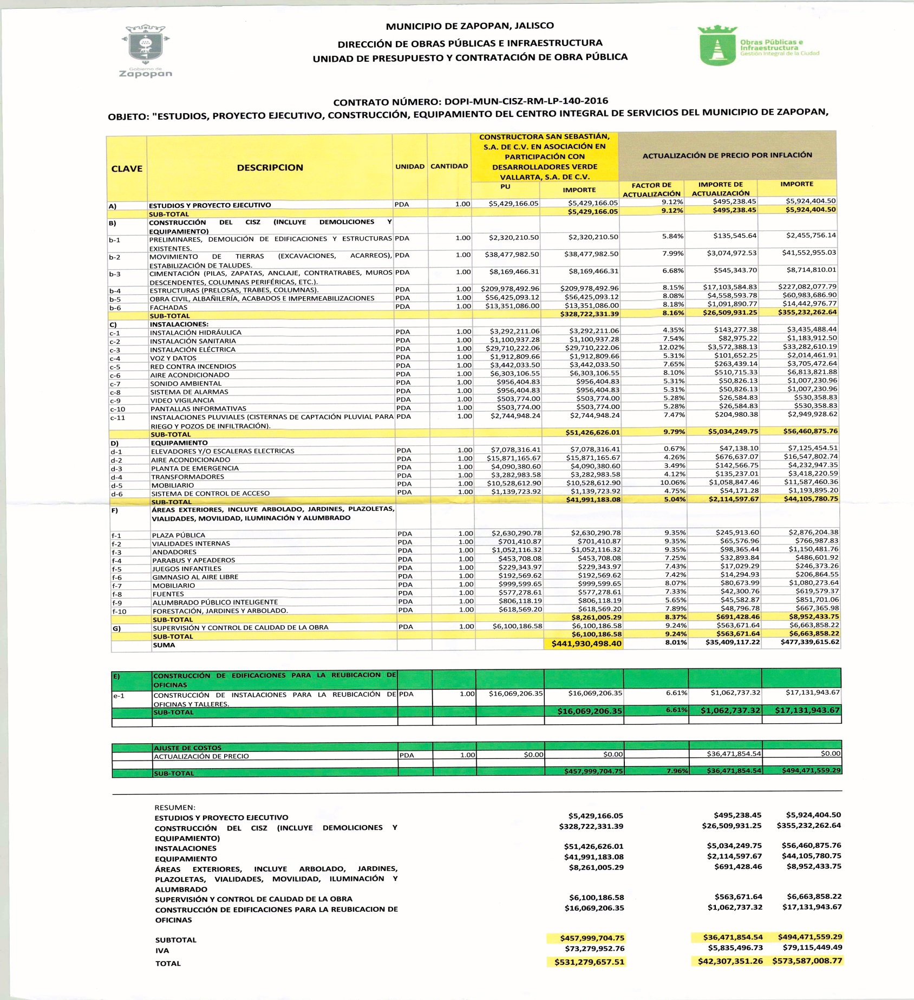 MUNICIPIO DE ZAPOPAN, JALISCO
DIRECCIÓN DE OBRAS PÚBLICAS E INFRAESTRUCTURA
UNIDAD DE PRESUPUESTO Y CONTRATACIÓN DE OBRA PÚBLICA
Gobierno de
Zapopan
Obras Públicas e
Infraestructura
Gestión Integral de la Ciudad
CONTRATO NÚMERO: DOPI-MUN-CISZ-RM-LP-140-2016
OBJETO: "ESTUDIOS, PROYECTO EJECUTIVO, CONSTRUCCIÓN, EQUIPAMIENTO DEL CENTRO INTEGRAL DE SERVICIOS DEL MUNICIPIO DE ZAPOPAN,
CLAVE DESCRIPCION UNIDAD CANTIDAD
CONSTRUCTORA SAN SEBASTIÁN,
S.A. DE C.V. EN ASOCIACIÓN EN
PARTICIPACIÓN CON
DESARROLLADORES VERDE
VALLARTA, S.A. DE C.V.
ACTUALIZACIÓN DE PRECIO POR INFLACIÓN
PU IMPORTE FACTOR DE IMPORTE DE IMPORTE
ACTUALIZACIÓN ACTUALIZACIÓN
A) ESTUDIOS Y PROYECTO EJECUTIVO PDA 1.00 $5,429,166.05 $5,429,166.05 9.12% $495,238.45 $5,924,404.50
SUB-TOTAL $5,429,166.05 9.12% $495,238.45 $5,924,404.50
B) CONSTRUCCIÓN DEL CISZ (INCLUYE DEMOLICIONES Y
EQUIPAMIENTO)
b-1 PRELIMINARES, DEMOLICIÓN DE EDIFICACIONES Y ESTRUCTURAS PDA 1.00 $2,320,210.50 $2,320,210.50 5.84% $135,545.64 $2,455,756.14
EXISTENTES.
b-2 MOVIMIENTO DE TIERRAS (EXCAVACIONES, ACARREOS), PDA 1.00 $38,477,982.50 $38,477,982.50 7.99% $3,074,972.53 $41,552,955.03
ESTABILIZACIÓN DE TALUDES.
b-3 CIMENTACIÓN (PILAS, ZAPATAS, ANCLAJE, CONTRATRABES, MUROS PDA 1.00 $8,169,466.31 $8,169,466.31 6.68% $545,343.70 $8,714,810.01
DESCENDENTES, COLUMNAS PERIFÉRICAS, ETC.).
b-4 ESTRUCTURAS (PRELOSAS, TRABES, COLUMNAS). PDA 1.00 $209,978,492.96 $209,978,492.96 8.15% $17,103,584.83 $227,082,077.79
b-5 OBRA CIVIL, ALBAÑILERÍA, ACABADOS E IMPERMEABILIZACIONES PDA 1.00 $56,425,093.12 $56,425,093.12 8.08% $4,558,593.78 $60,983,686.90
b-6 FACHADAS PDA 1.00 $13,351,086.00 $13,351,086.00 8.18% $1,091,890.77 $14,442,976.77
SUB-TOTAL $328,722,331.39 8.16% $26,509,931.25 $355,232,262.64
C) INSTALACIONES:
c-1 INSTALACIÓN HIDRÁULICA PDA 1.00 $3,292,211.06 $3,292,211.06 4.35% $143,277.38 $3,435,488.44
c-2 INSTALACIÓN SANITARIA PDA 1.00 $1,100,937.28 $1,100,937.28 7.54% $82,975.22 $1,183,912.50
c-3 INSTALACIÓN ELÉCTRICA PDA 1.00 $29,710,222.06 $29,710,222.06 12.02% $3,572,388.13 $33,282,610.19
c-4 VOZ Y DATOS PDA 1.00 $1,912,809.66 $1,912,809.66 5.31% $101,652.25 $2,014,461.91
c-5 RED CONTRA INCENDIOS PDA 1.00 $3,442,033.50 $3,442,033.50 7.65% $263,439.14 $3,705,472.64
c-6 AIRE ACONDICIONADO PDA 1.00 $6,303,106.55 $6,303,106.55 8.10% $510,715.33 $6,813,821.88
c-7 SONIDO AMBIENTAL PDA 1.00 $956,404.83 $956,404.83 5.31% $50,826.13 $1,007,230.96
c-8 SISTEMA DE ALARMAS PDA 1.00 $956,404.83 $956,404.83 5.31% $50,826.13 $1,007,230.96
c-9 VIDEO VIGILANCIA PDA 1.00 $503,774.00 $503,774.00 5.28% $26,584.83 $530,358.83
c-10 PANTALLAS INFORMATIVAS PDA 1.00 $503,774.00 $503,774.00 5.28% $26,584.83 $530,358.83
c-11 INSTALACIONES PLUVIALES (CISTERNAS DE CAPTACIÓN PLUVIAL PARA PDA 1.00 $2,744,948.24 $2,744,948.24 7.47% $204,980.38 $2,949,928.62
RIEGO Y POZOS DE INFILTRACIÓN).
SUB-TOTAL $51,426,626.01 9.79% $5,034,249.75 $56,460,875.76
D) EQUIPAMIENTO
d-1 ELEVADORES Y/O ESCALERAS ELECTRICAS PDA 1.00 $7,078,316.41 $7,078,316.41 0.67% $47,138.10 $7,125,454.51
d-2 AIRE ACONDICIONADO PDA 1.00 $15,871,165.67 $15,871,165.67 4.26% $676,637.07 $16,547,802.74
d-3 PLANTA DE EMERGENCIA PDA 1.00 $4,090,380.60 $4,090,380.60 3.49% $142,566.75 $4,232,947.35
d-4 TRANSFORMADORES PDA 1.00 $3,282,983.58 $3,282,983.58 4.12% $135,237.01 $3,418,220.59
d-5 MOBILIARIO PDA 1.00 $10,528,612.90 $10,528,612.90 10.06% $1,058,847.46 $11,587,460.36
d-6 SISTEMA DE CONTROL DE ACCESO PDA 1.00 $1,139,723.92 $1,139,723.92 4.75% $54,171.28 $1,193,895.20
SUB-TOTAL $41,991,183.08 5.04% $2,114,597.67 $44,105,780.75
F) ÁREAS EXTERIORES, INCLUYE ARBOLADO, JARDINES, PLAZOLETAS,
VIALIDADES, MOVILIDAD, ILUMINACIÓN Y ALUMBRADO
f-1 PLAZA PÚBLICA PDA 1.00 $2,630,290.78 $2,630,290.78 9.35% $245,913.60 $2,876,204.38
f-2 VIALIDADES INTERNAS PDA 1.00 $701,410.87 $701,410.87 9.35% $65,576.96 $766,987.83
f-3 ANDADORES PDA 1.00 $1,052,116.32 $1,052,116.32 9.35% $98,365.44 $1,150,481.76
f-4 PARABUS Y APEADEROS PDA 1.00 $453,708.08 $453,708.08 7.25% $32,893.84 $486,601.92
f-5 JUEGOS INFANTILES PDA 1.00 $229,343.97 $229,343.97 7.43% $17,029.29 $246,373.26
f-6 GIMNASIO AL AIRE LIBRE PDA 1.00 $192,569.62 $192,569.62 7.42% $14,294.93 $206,864.55
f-7 MOBILIARIO PDA 1.00 $999,599.65 $999,599.65 8.07% $80,673.99 $1,080,273.64
f-8 FUENTES PDA 1.00 $577,278.61 $577,278.61 7.33% $42,300.76 $619,579.37
f-9 ALUMBRADO PÚBLICO INTELIGENTE PDA 1.00 $806,118.19 $806,118.19 5.65% $45,582.87 $851,701.06
f-10 FORESTACIÓN, JARDINES Y ARBOLADO. PDA 1.00 $618,569.20 $618,569.20 7.89% $48,796.78 $667,365.98
SUB-TOTAL $8,261,005.29 8.37% $691,428.46 $8,952,433.75
G) SUPERVISIÓN Y CONTROL DE CALIDAD DE LA OBRA PDA 1.00 $6,100,186.58 $6,100,186.58 9.24% $563,671.64 $6,663,858.22
SUB-TOTAL $6,100,186.58 9.24% $563,671.64 $6,663,858.22
SUMA $441,930,498.40 8.01% $35,409,117.22 $477,339,615.62
E) CONSTRUCCIÓN DE EDIFICACIONES PARA LA REUBICACION DE
OFICINAS
e-1 CONSTRUCCIÓN DE INSTALACIONES PARA LA REUBICACIÓN DE PDA 1.00 $16,069,206.35 $16,069,206.35 6.61% $1,062,737.32 $17,131,943.67
OFICINAS Y TALLERES.
SUB-TOTAL $16,069,206.35 6.61% $1,062,737.32 $17,131,943.67
AJUSTE DE COSTOS
ACTUALIZACIÓN DE PRECIO PDA 1.00 $0.00 $0.00 $36,471,854.54 $0.00
SUB-TOTAL $457,999,704.75 7.96% $36,471,854.54 $494,471,559.29
RESUMEN:
ESTUDIOS Y PROYECTO EJECUTIVO $5,429,166.05 $495,238.45 $5,924,404.50
CONSTRUCCIÓN DEL CISZ (INCLUYE DEMOLICIONES Y $328,722,331.39 $26,509,931.25 $355,232,262.64
EQUIPAMIENTO)
INSTALACIONES $51,426,626.01 $5,034,249.75 $56,460,875.76
EQUIPAMIENTO $41,991,183.08 $2,114,597.67 $44,105,780.75
ÁREAS EXTERIORES, INCLUYE ARBOLADO, JARDINES, $8,261,005.29 $691,428.46 $8,952,433.75
PLAZOLETAS, VIALIDADES, MOVILIDAD, ILUMINACIÓN Y
ALUMBRADO
SUPERVISIÓN Y CONTROL DE CALIDAD DE LA OBRA $6,100,186.58 $563,671.64 $6,663,858.22
CONSTRUCCIÓN DE EDIFICACIONES PARA LA REUBICACION DE $16,069,206.35 $1,062,737.32 $17,131,943.67
OFICINAS
SUBTOTAL $457,999,704.75 $36,471,854.54 $494,471,559.29
IVA $73,279,952.76 $5,835,496.73 $79,115,449.49
TOTAL $531,279,657.51 $42,307,351.26 $573,587,008.77